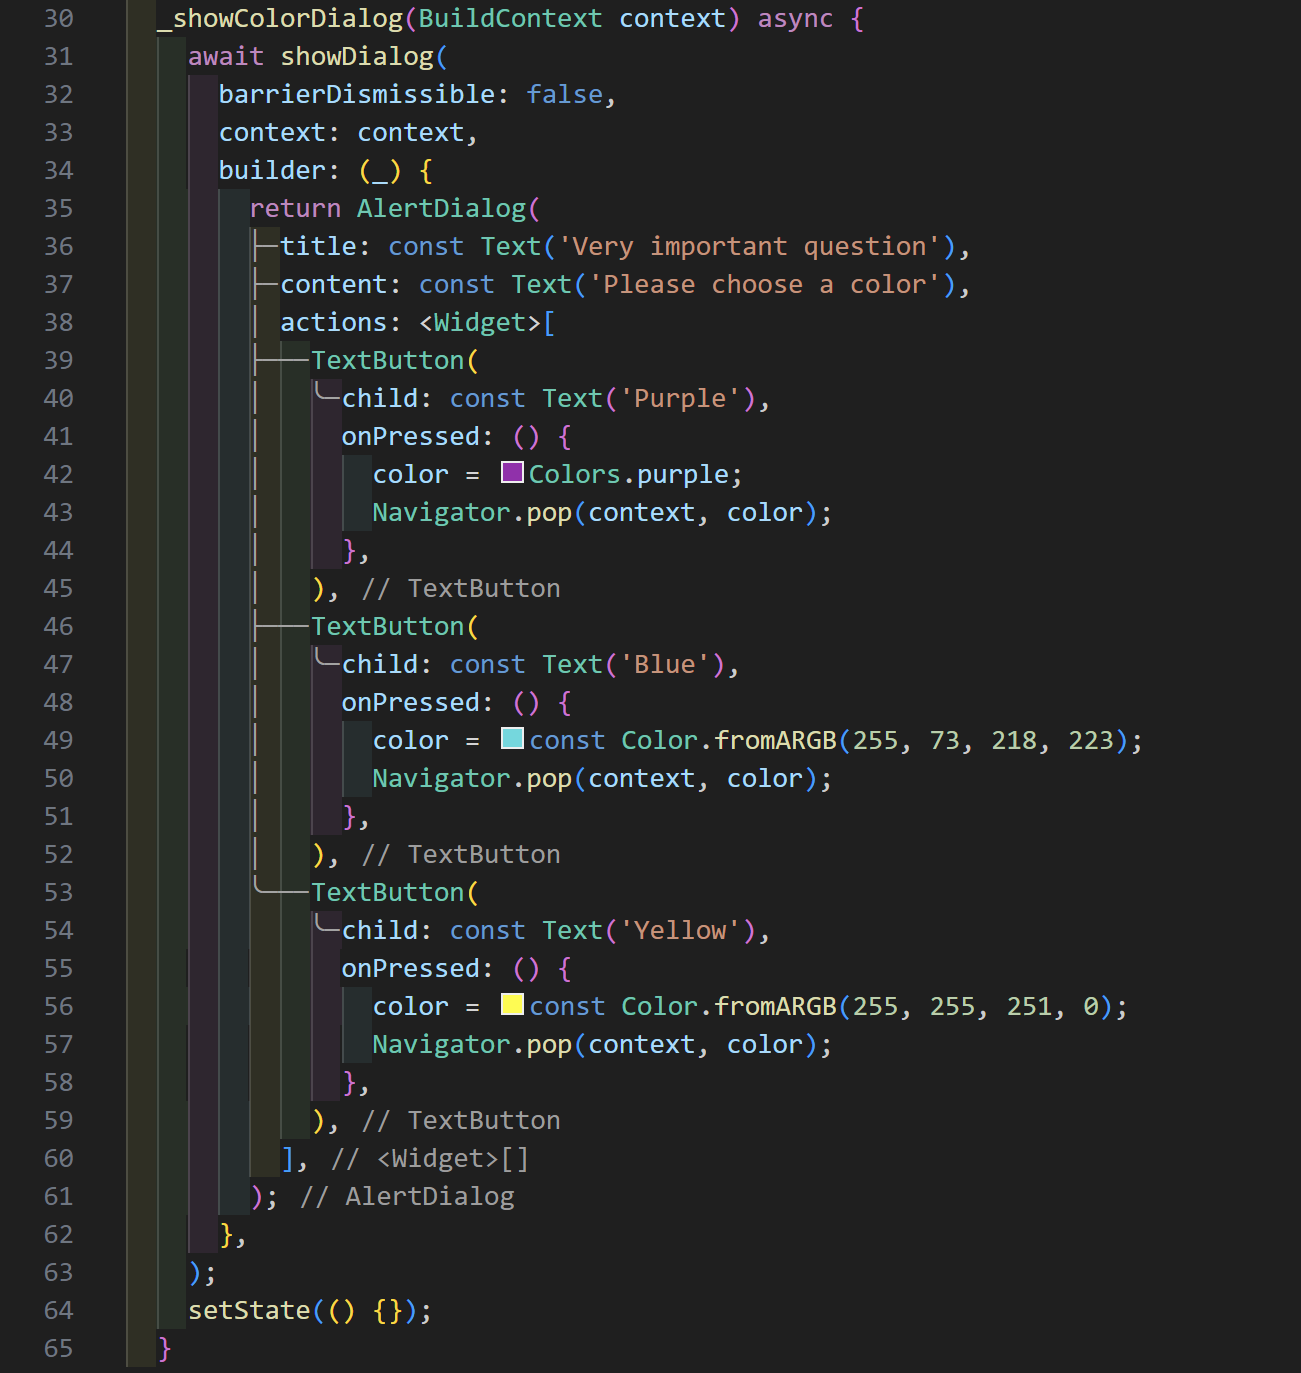 30 _showColorDialog(BuildContext context) async {
31 await showDialog(
32 barrierDismissible: false,
33 context: context,
34 builder: (_) {
35 return AlertDialog(
36 title: const Text('Very important question'),
37 content: const Text('Please choose a color'),
38 actions: <Widget>[
39 TextButton(
40 child: const Text('Purple'),
41 onPressed: () {
42 color = Colors.purple;
43 Navigator.pop(context, color);
44 },
45 ), // TextButton
46 TextButton(
47 child: const Text('Blue'),
48 onPressed: () {
49 color = const Color.fromARGB(255, 73, 218, 223);
50 Navigator.pop(context, color);
51 },
52 ), // TextButton
53 TextButton(
54 child: const Text('Yellow'),
55 onPressed: () {
56 color = const Color.fromARGB(255, 255, 251, 0);
57 Navigator.pop(context, color);
58 },
59 ), // TextButton
60 ], // <Widget>[]
61 ); // AlertDialog
62 },
63 );
64 setState(() {});
65 }